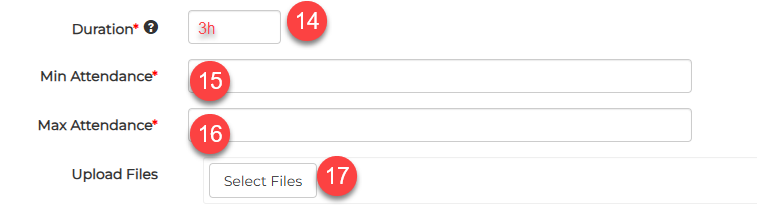 Duration* ? 3h 14
Min Attendance* 15
Max Attendance* 16
Upload Files Select Files 17